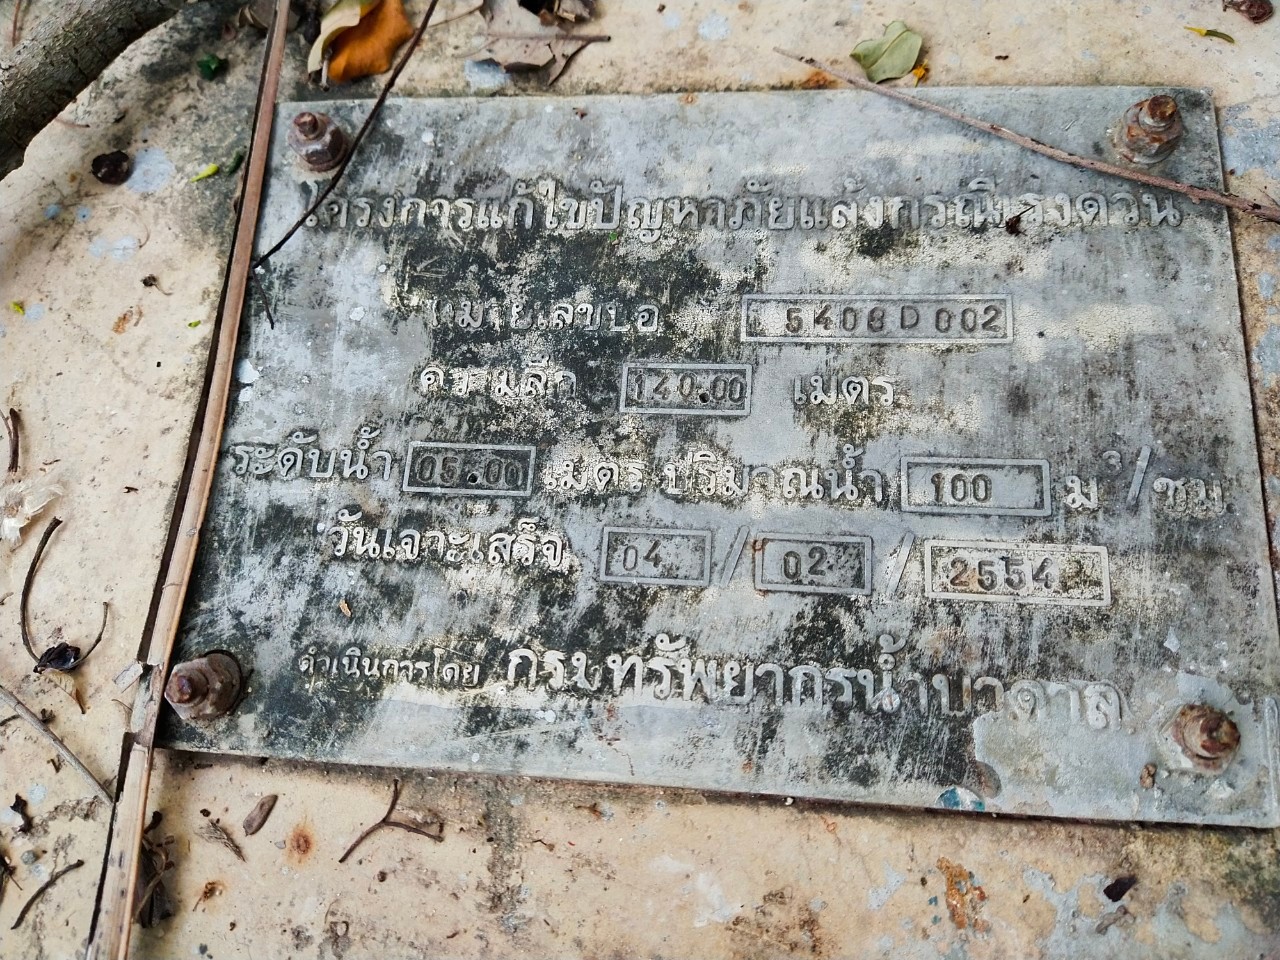 โครงการแก้ไขปัญหาภัยแล้งกรณีเร่งด่วน
หมายเลขบ่อ 5408D002
ความลึก 140.00 เมตร
ระดับน้ำ 05.00 เมตร ปริมาณน้ำ 100 ม³/ชม
วันเจาะเสร็จ 04/02/2554
ดำเนินการโดย กรมทรัพยากรน้ำบาดาล